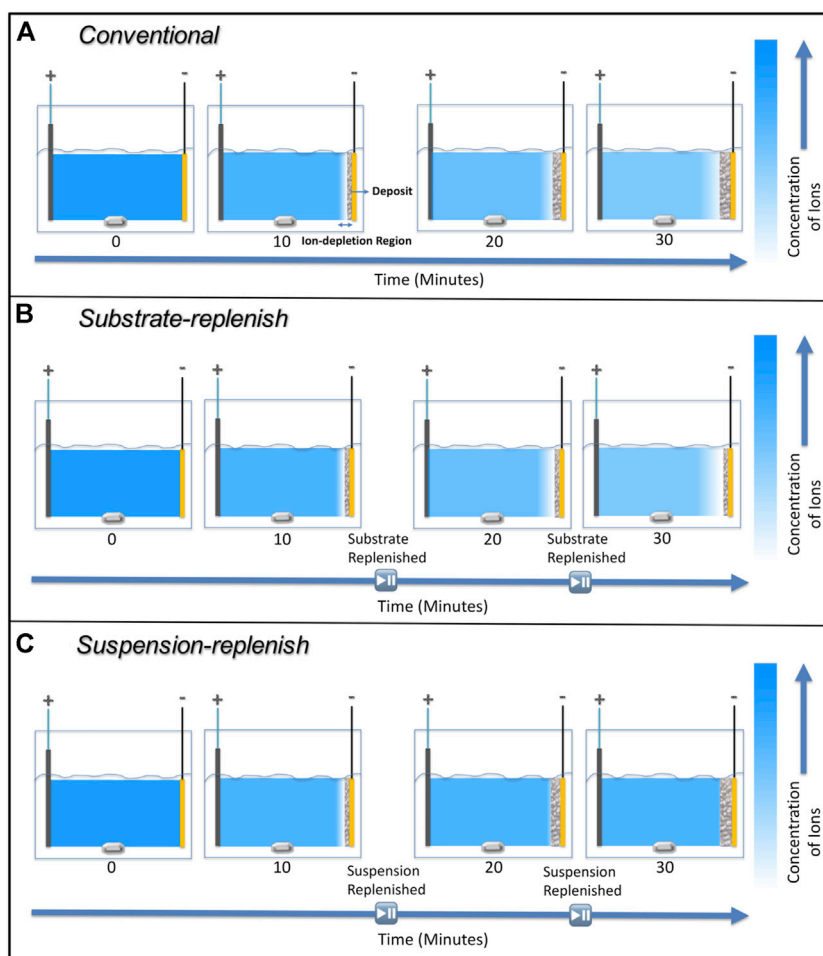 A
Conventional
+ - + - + - + -
Deposit
0 10 Ion-depletion Region 20 30
Time (Minutes)
Concentration
of Ions
B
Substrate-replenish
+ - + - + - + -
0 10 20 30
Substrate
Replenished
Substrate
Replenished
Time (Minutes)
Concentration
of Ions
C
Suspension-replenish
+ - + - + - + -
0 10 20 30
Suspension
Replenished
Suspension
Replenished
Time (Minutes)
Concentration
of Ions